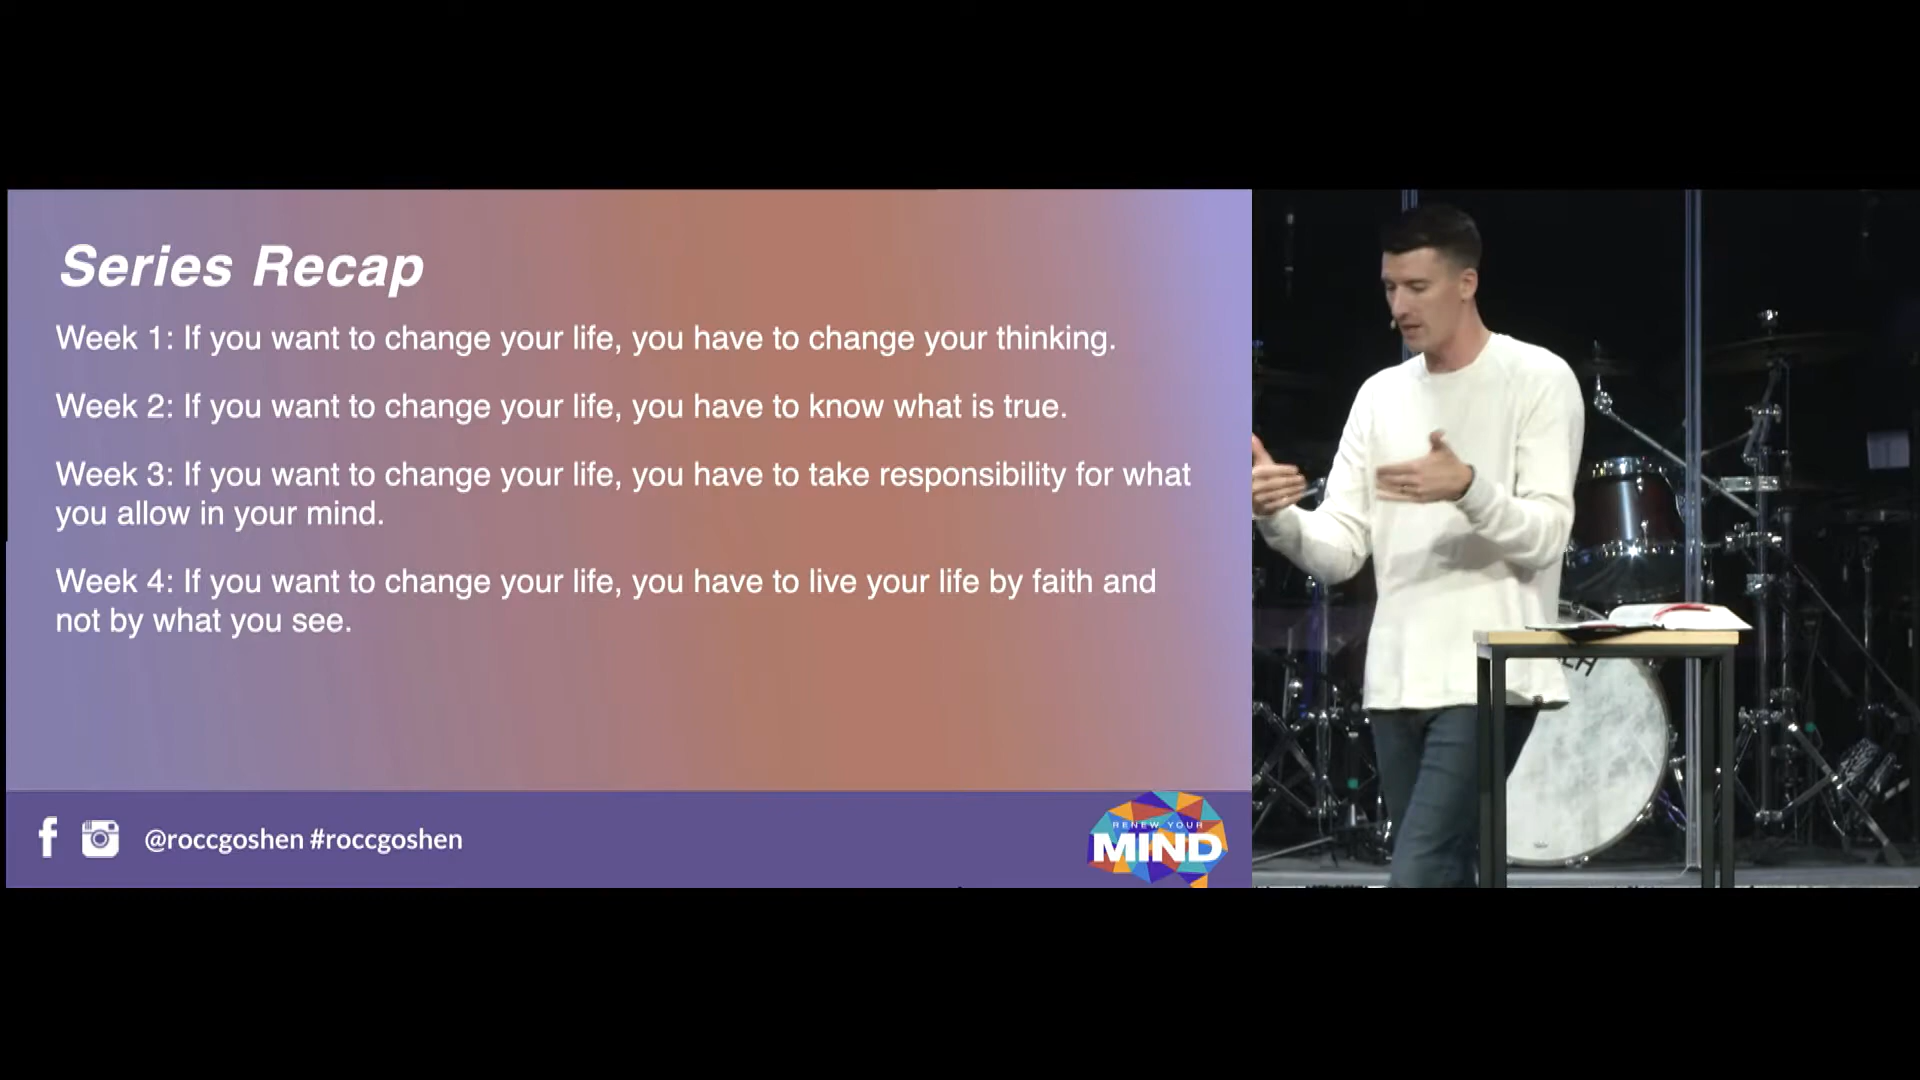 Series Recap
Week 1: If you want to change your life, you have to change your thinking.
Week 2: If you want to change your life, you have to know what is true.
Week 3: If you want to change your life, you have to take responsibility for what
you allow in your mind.
Week 4: If you want to change your life, you have to live your life by faith and
not by what you see.
@roccgoshen #roccgoshen
RENEW YOUR
MIND